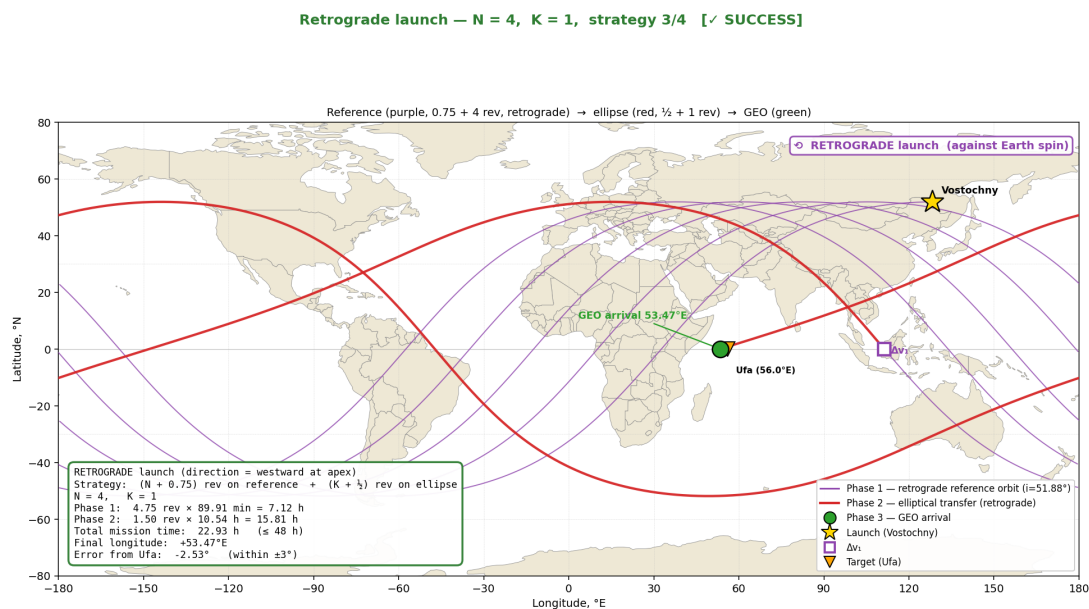 Retrograde launch — N = 4, K = 1, strategy 3/4 [✓ SUCCESS]
Reference (purple, 0.75 + 4 rev, retrograde) → ellipse (red, ½ + 1 rev) → GEO (green)
80
60
40
20
0
−20
−40
−60
−80
Latitude, °N
⟲ RETROGRADE launch (against Earth spin)
Vostochny
GEO arrival 53.47°E
Δv₁
Ufa (56.0°E)
RETROGRADE launch (direction = westward at apex)
Strategy: (N + 0.75) rev on reference + (K + ½) rev on ellipse
N = 4, K = 1
Phase 1: 4.75 rev × 89.91 min = 7.12 h
Phase 2: 1.50 rev × 10.54 h = 15.81 h
Total mission time: 22.93 h (≤ 48 h)
Final longitude: +53.47°E
Error from Ufa: -2.53° (within ±3°)
Phase 1 — retrograde reference orbit (i=51.88°)
Phase 2 — elliptical transfer (retrograde)
Phase 3 — GEO arrival
Launch (Vostochny)
Δv₁
Target (Ufa)
−180 −150 −120 −90 −60 −30 0 30 60 90 120 150 180
Longitude, °E